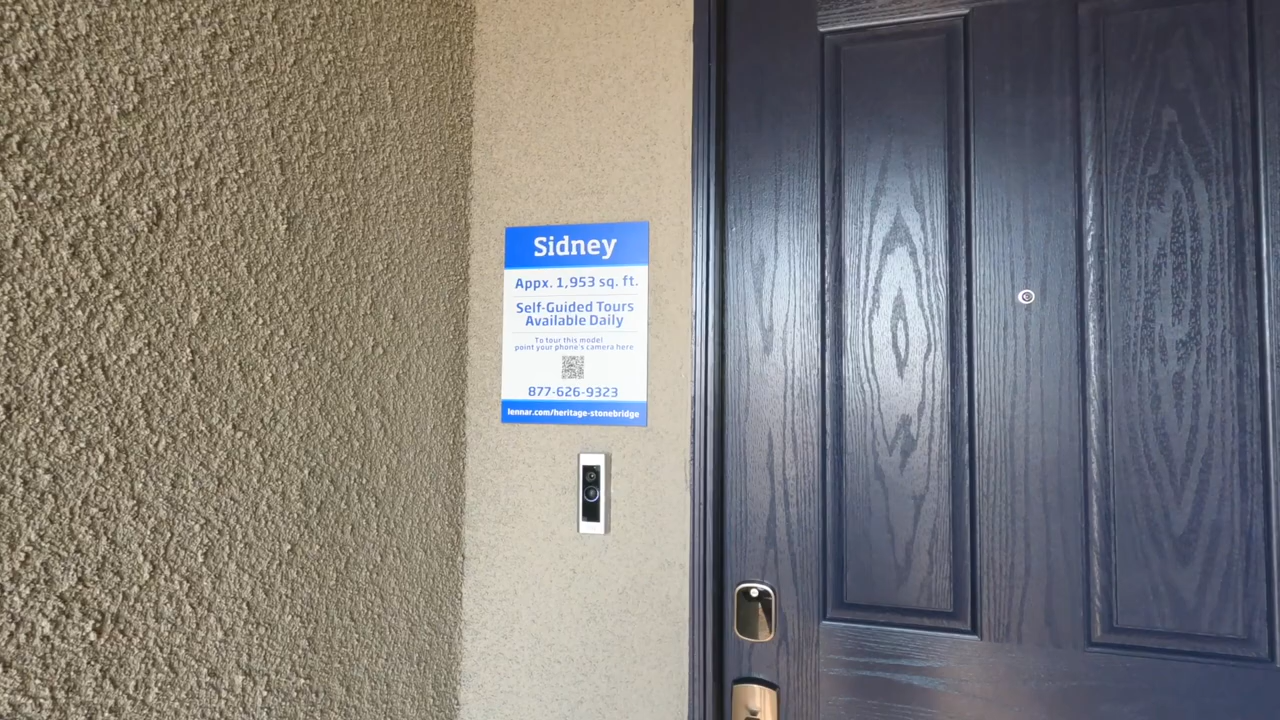 Sidney
Appx. 1,953 sq. ft.
Self-Guided Tours
Available Daily
To tour this model
point your phone's camera here
877-626-9323
lennar.com/heritage-stonebridge